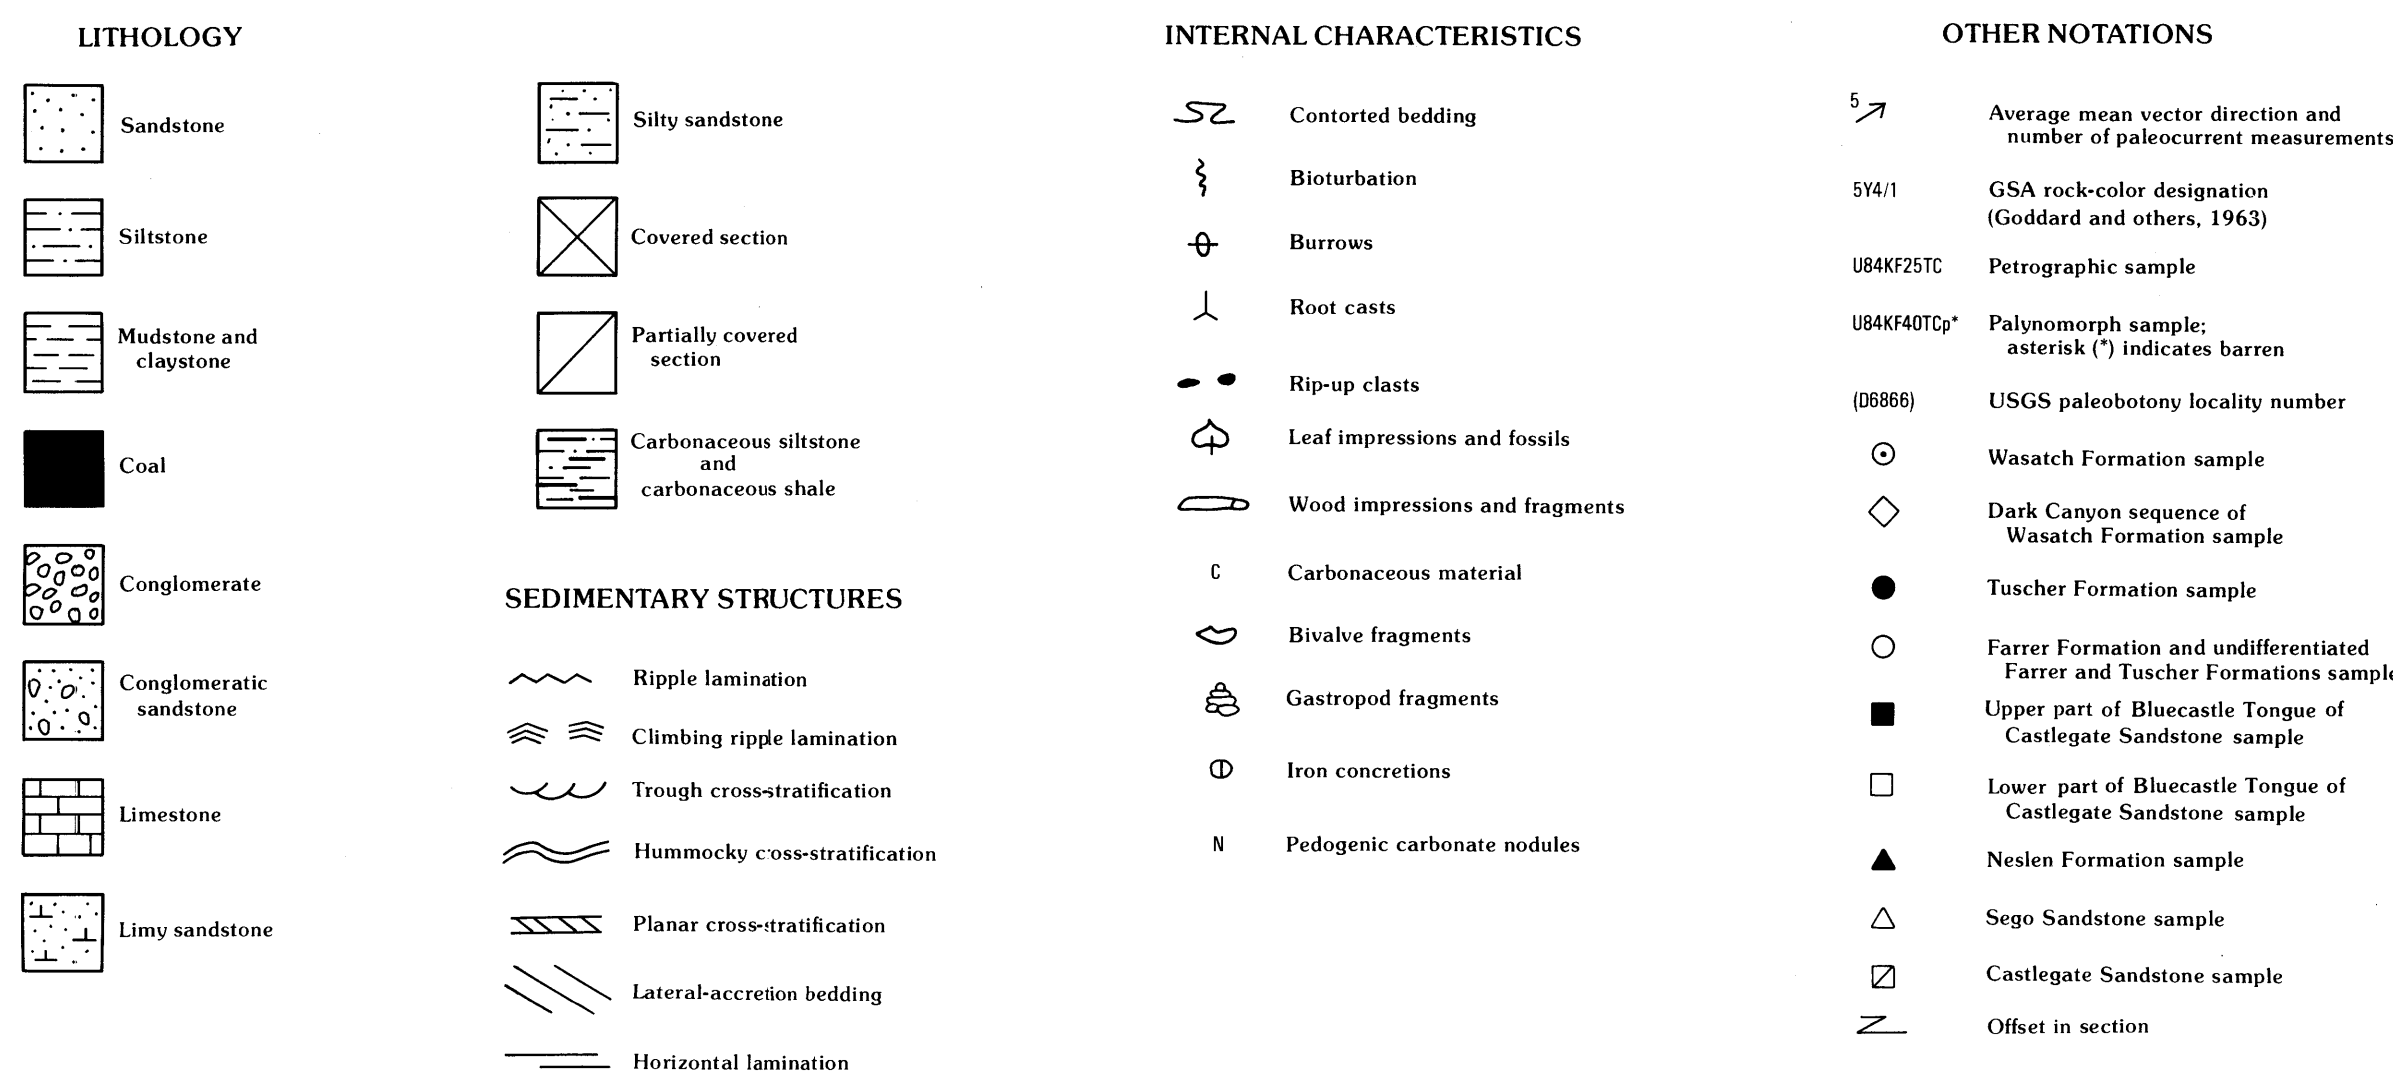 LITHOLOGY
Sandstone
Siltstone
Mudstone and
claystone
Coal
Conglomerate
Conglomeratic
sandstone
Limestone
Limy sandstone
Silty sandstone
Covered section
Partially covered
section
Carbonaceous siltstone
and
carbonaceous shale
SEDIMENTARY STRUCTURES
Ripple lamination
Climbing ripple lamination
Trough cross-stratification
Hummocky cross-stratification
Planar cross-stratification
Lateral-accretion bedding
Horizontal lamination
INTERNAL CHARACTERISTICS
Contorted bedding
Bioturbation
Burrows
Root casts
Rip-up clasts
Leaf impressions and fossils
Wood impressions and fragments
C Carbonaceous material
Bivalve fragments
Gastropod fragments
Iron concretions
N Pedogenic carbonate nodules
OTHER NOTATIONS
5 Average mean vector direction and
number of paleocurrent measurements
5Y4/1 GSA rock-color designation
(Goddard and others, 1963)
U84KF25TC Petrographic sample
U84KF40TCp* Palynomorph sample;
asterisk (*) indicates barren
(D6866) USGS paleobotony locality number
Wasatch Formation sample
Dark Canyon sequence of
Wasatch Formation sample
Tuscher Formation sample
Farrer Formation and undifferentiated
Farrer and Tuscher Formations sample
Upper part of Bluecastle Tongue of
Castlegate Sandstone sample
Lower part of Bluecastle Tongue of
Castlegate Sandstone sample
Neslen Formation sample
Sego Sandstone sample
Castlegate Sandstone sample
Offset in section